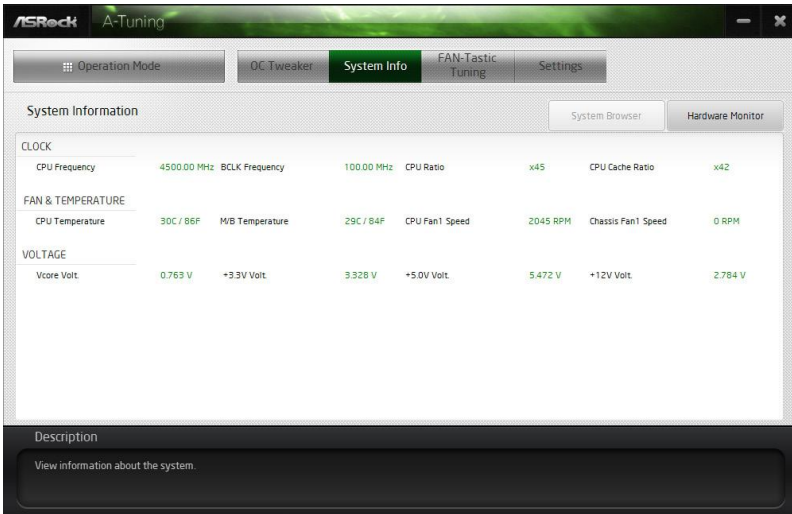 ASRock A-Tuning
Operation Mode OC Tweaker System Info FAN-Tastic Tuning Settings
System Information System Browser Hardware Monitor
CLOCK
CPU Frequency 4500.00 MHz BCLK Frequency 100.00 MHz CPU Ratio x45 CPU Cache Ratio x42
FAN & TEMPERATURE
CPU Temperature 30C / 86F M/B Temperature 29C / 84F CPU Fan1 Speed 2045 RPM Chassis Fan1 Speed 0 RPM
VOLTAGE
Vcore Volt. 0.763 V +3.3V Volt. 3.328 V +5.0V Volt. 5.472 V +12V Volt. 2.784 V
Description
View information about the system.